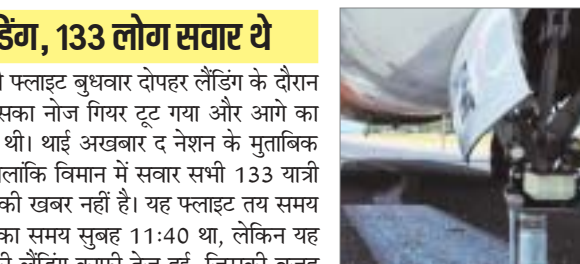 133 लोग सवार थे
फ्लाइट बुधवार दोपहर लैंडिंग के दौरान
नोज गियर टूट गया और आगे का
थी। थाई अखबार द नेशन के मुताबिक
विमान में सवार सभी 133 यात्री
की खबर नहीं है। यह फ्लाइट तय समय
का समय सुबह 11:40 था, लेकिन यह